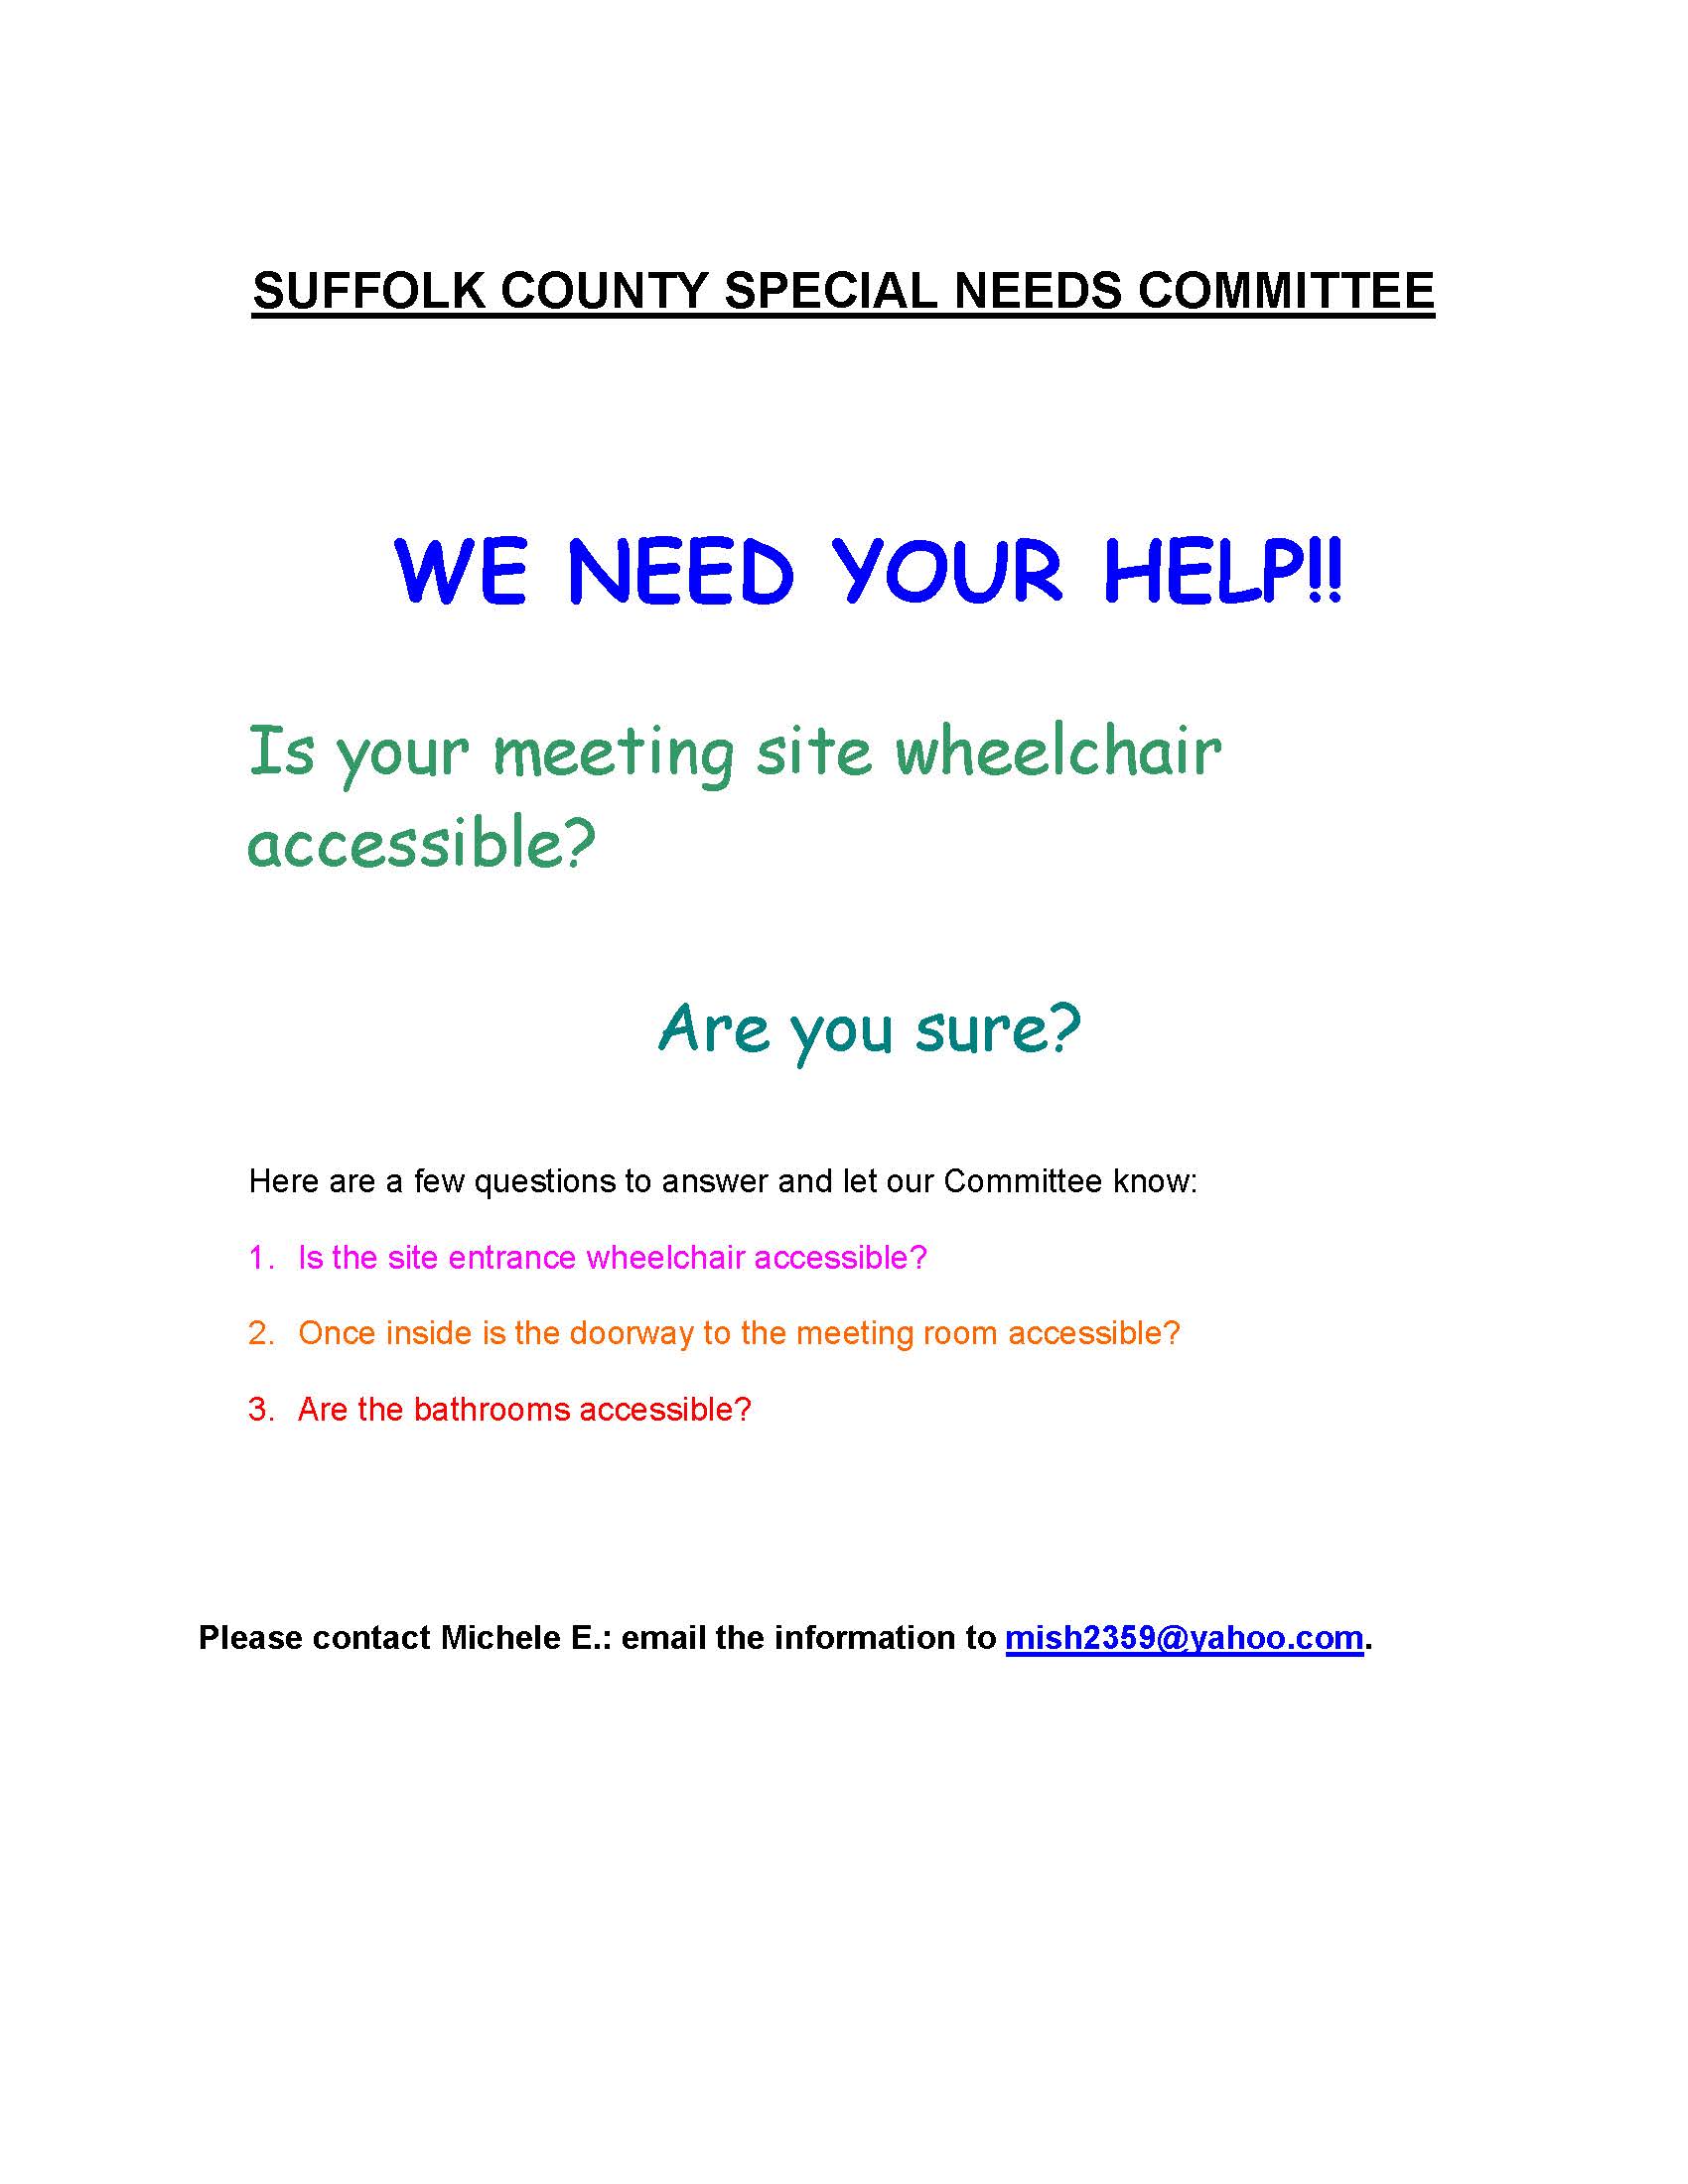 SUFFOLK COUNTY SPECIAL NEEDS COMMITTEE
WE NEED YOUR HELP!!
Is your meeting site wheelchair
accessible?
Are you sure?
Here are a few questions to answer and let our Committee know:
1. Is the site entrance wheelchair accessible?
2. Once inside is the doorway to the meeting room accessible?
3. Are the bathrooms accessible?
Please contact Michele E.: email the information to mish2359@yahoo.com.